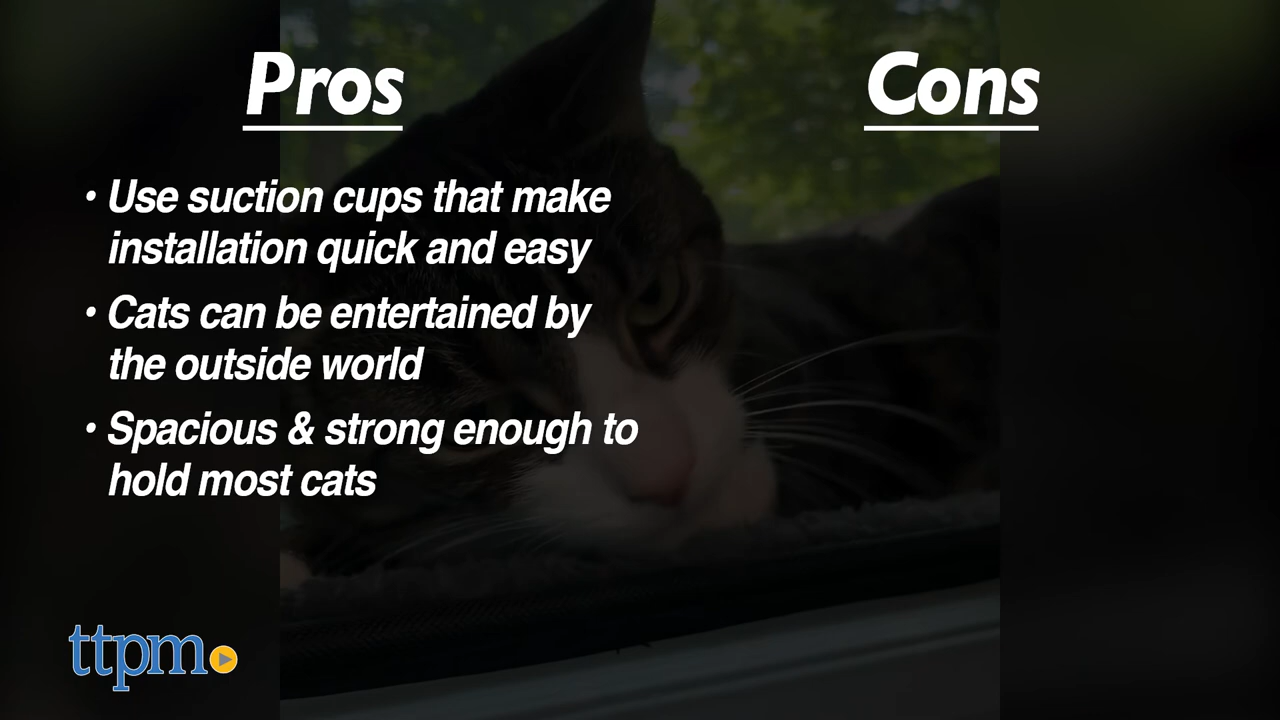 Pros
Cons
• Use suction cups that make
installation quick and easy
• Cats can be entertained by
the outside world
• Spacious & strong enough to
hold most cats
ttpm